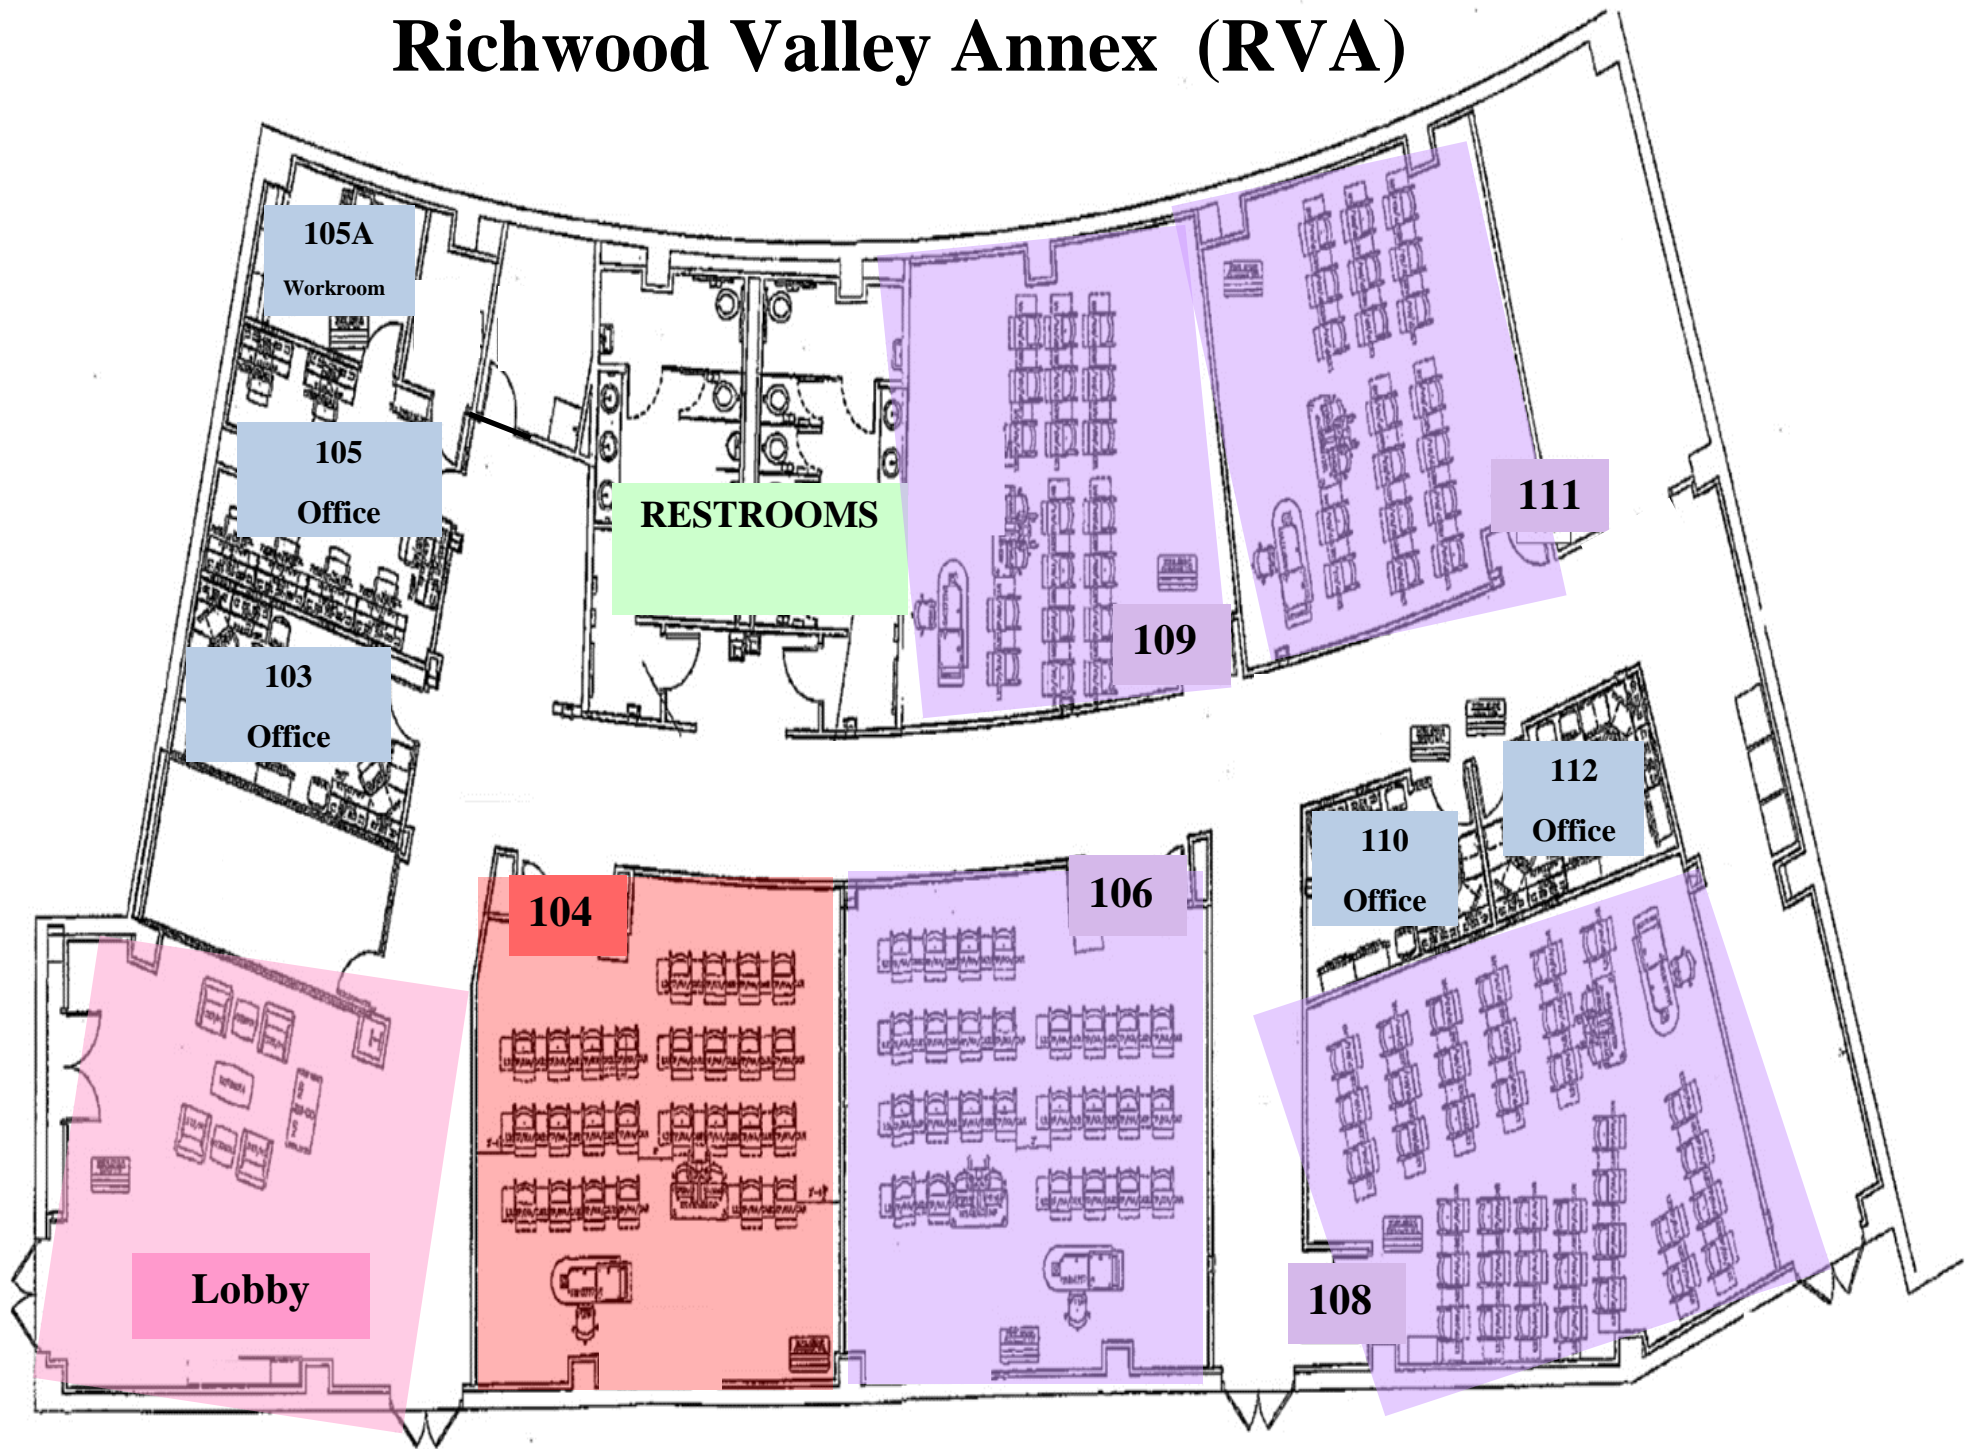 Richwood Valley Annex (RVA)
105A
Workroom
105
Office
RESTROOMS
111
109
103
Office
112
Office
110
Office
104
106
Lobby
108